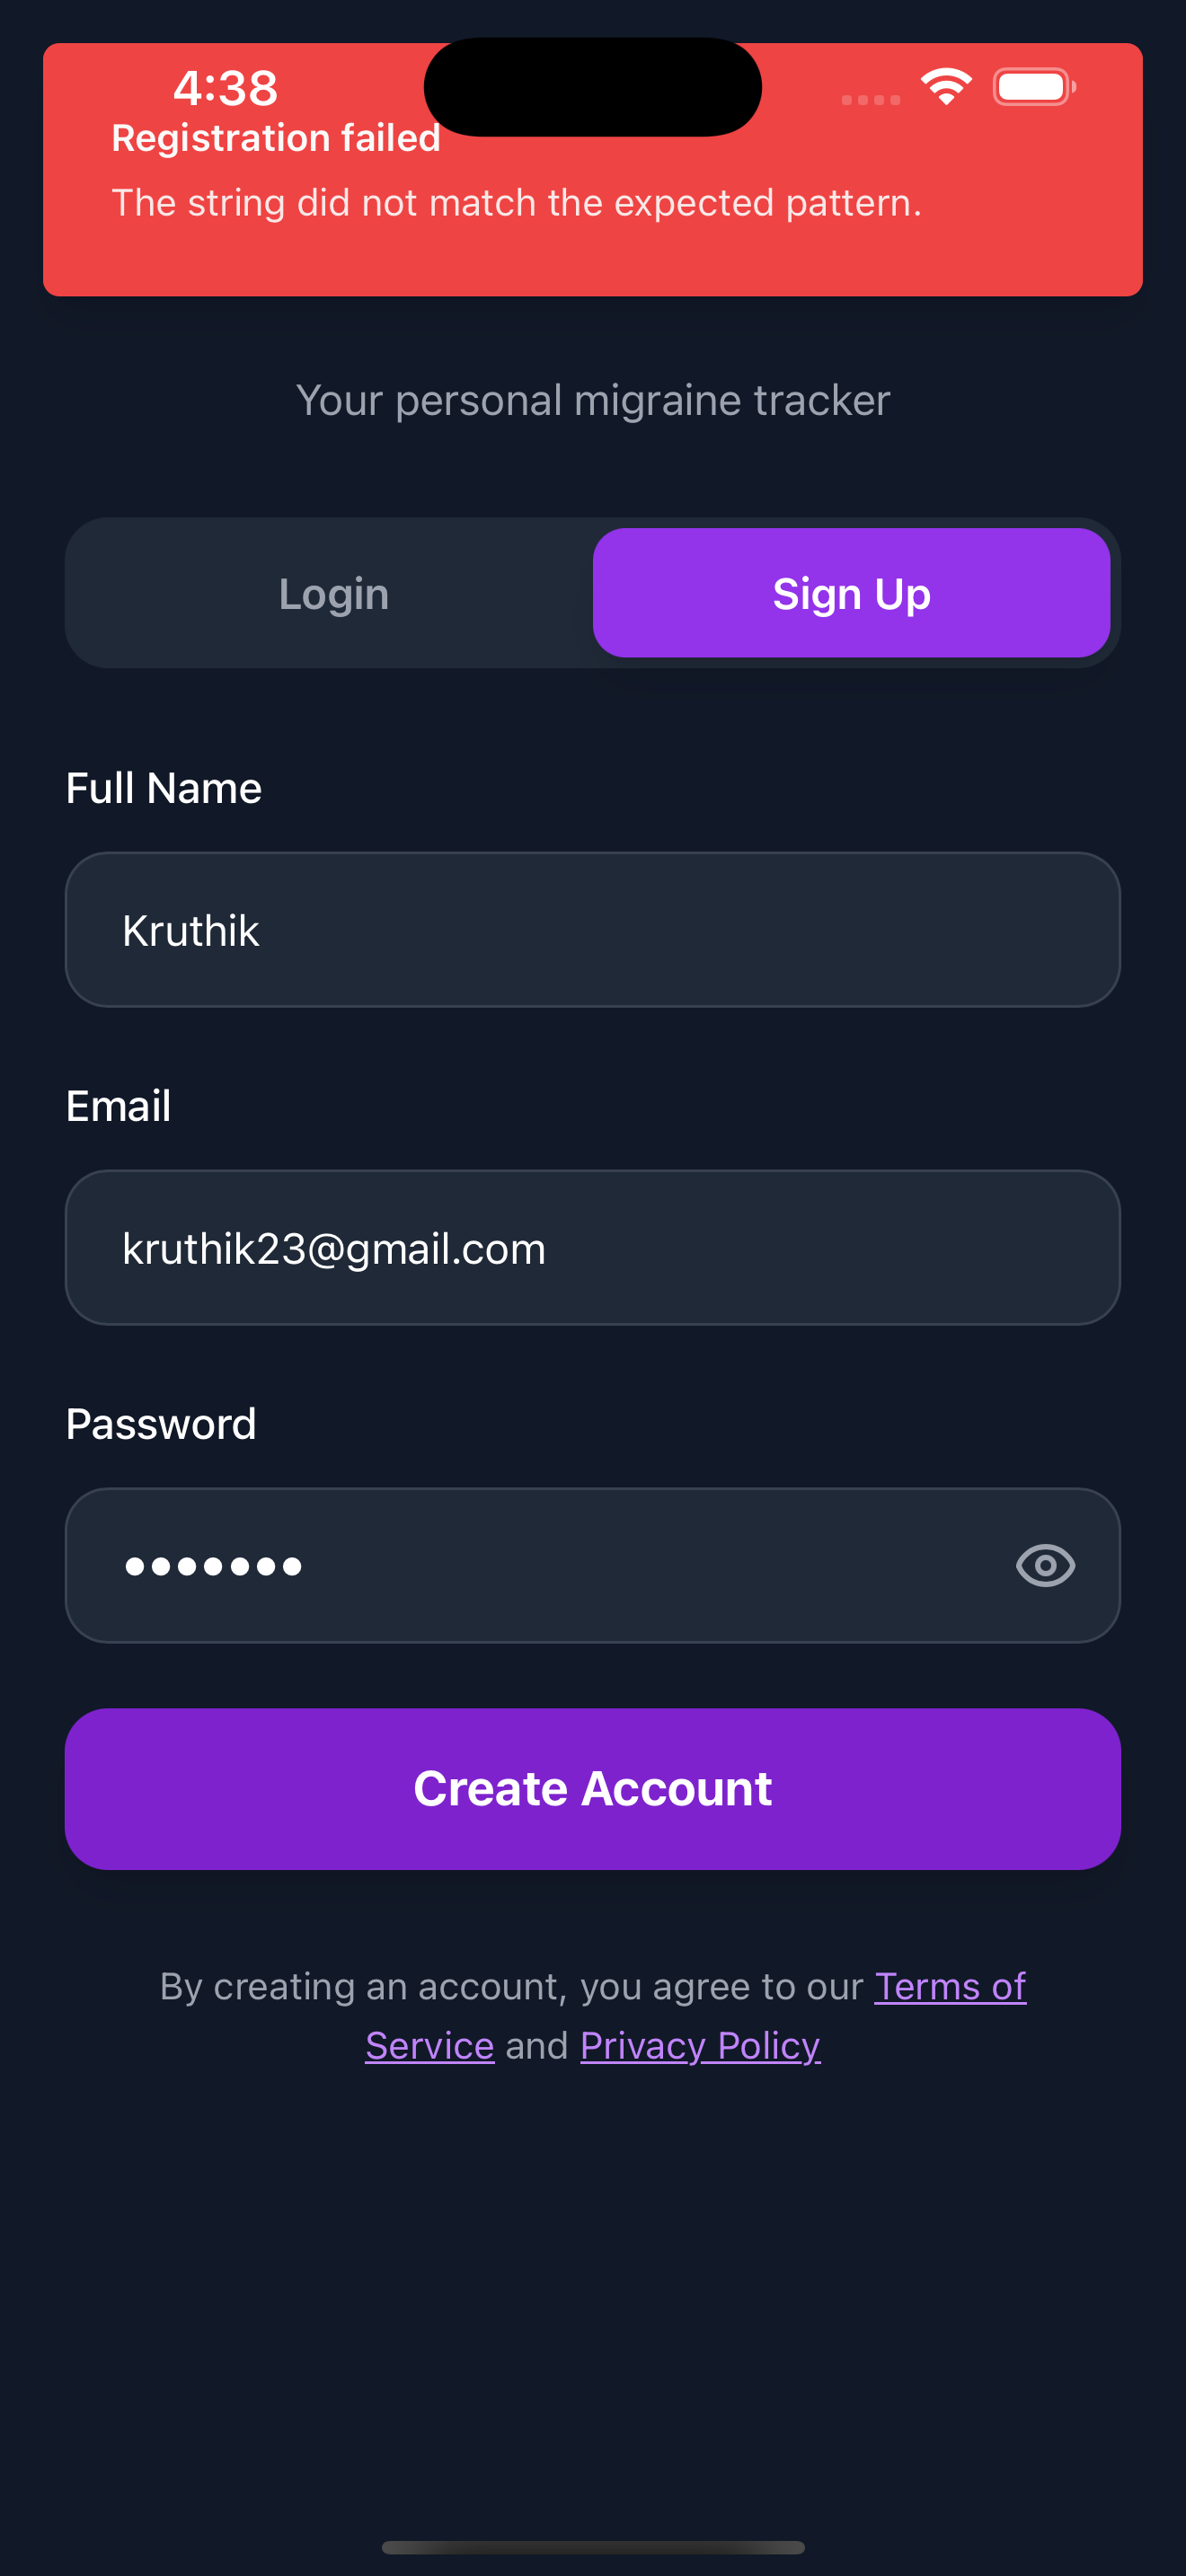 4:38
Registration failed
The string did not match the expected pattern.
Your personal migraine tracker
Login
Sign Up
Full Name
Kruthik
Email
kruthik23@gmail.com
Password
Create Account
By creating an account, you agree to our Terms of
Service and Privacy Policy